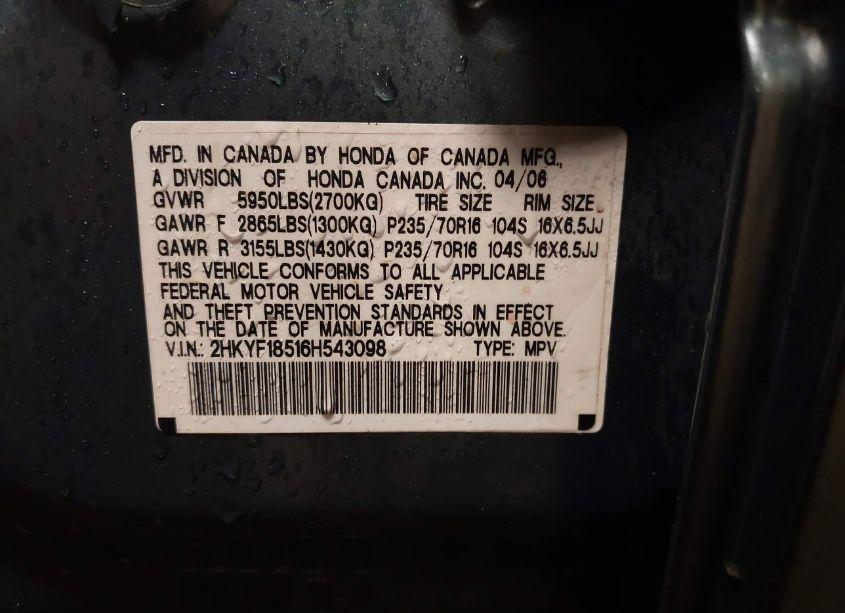 MFD. IN CANADA BY HONDA OF CANADA MFG.,
A DIVISION OF HONDA CANADA INC. 04/06
GVWR 5950LBS(2700KG) TIRE SIZE RIM SIZE
GAWR F 2865LBS(1300KG) P235/70R16 104S 16X6.5JJ
GAWR R 3155LBS(1430KG) P235/70R16 104S 16X6.5JJ
THIS VEHICLE CONFORMS TO ALL APPLICABLE
FEDERAL MOTOR VEHICLE SAFETY
AND THEFT PREVENTION STANDARDS IN EFFECT
ON THE DATE OF MANUFACTURE SHOWN ABOVE.
V.I.N.: 2HKYF18516H543098 TYPE: MPV